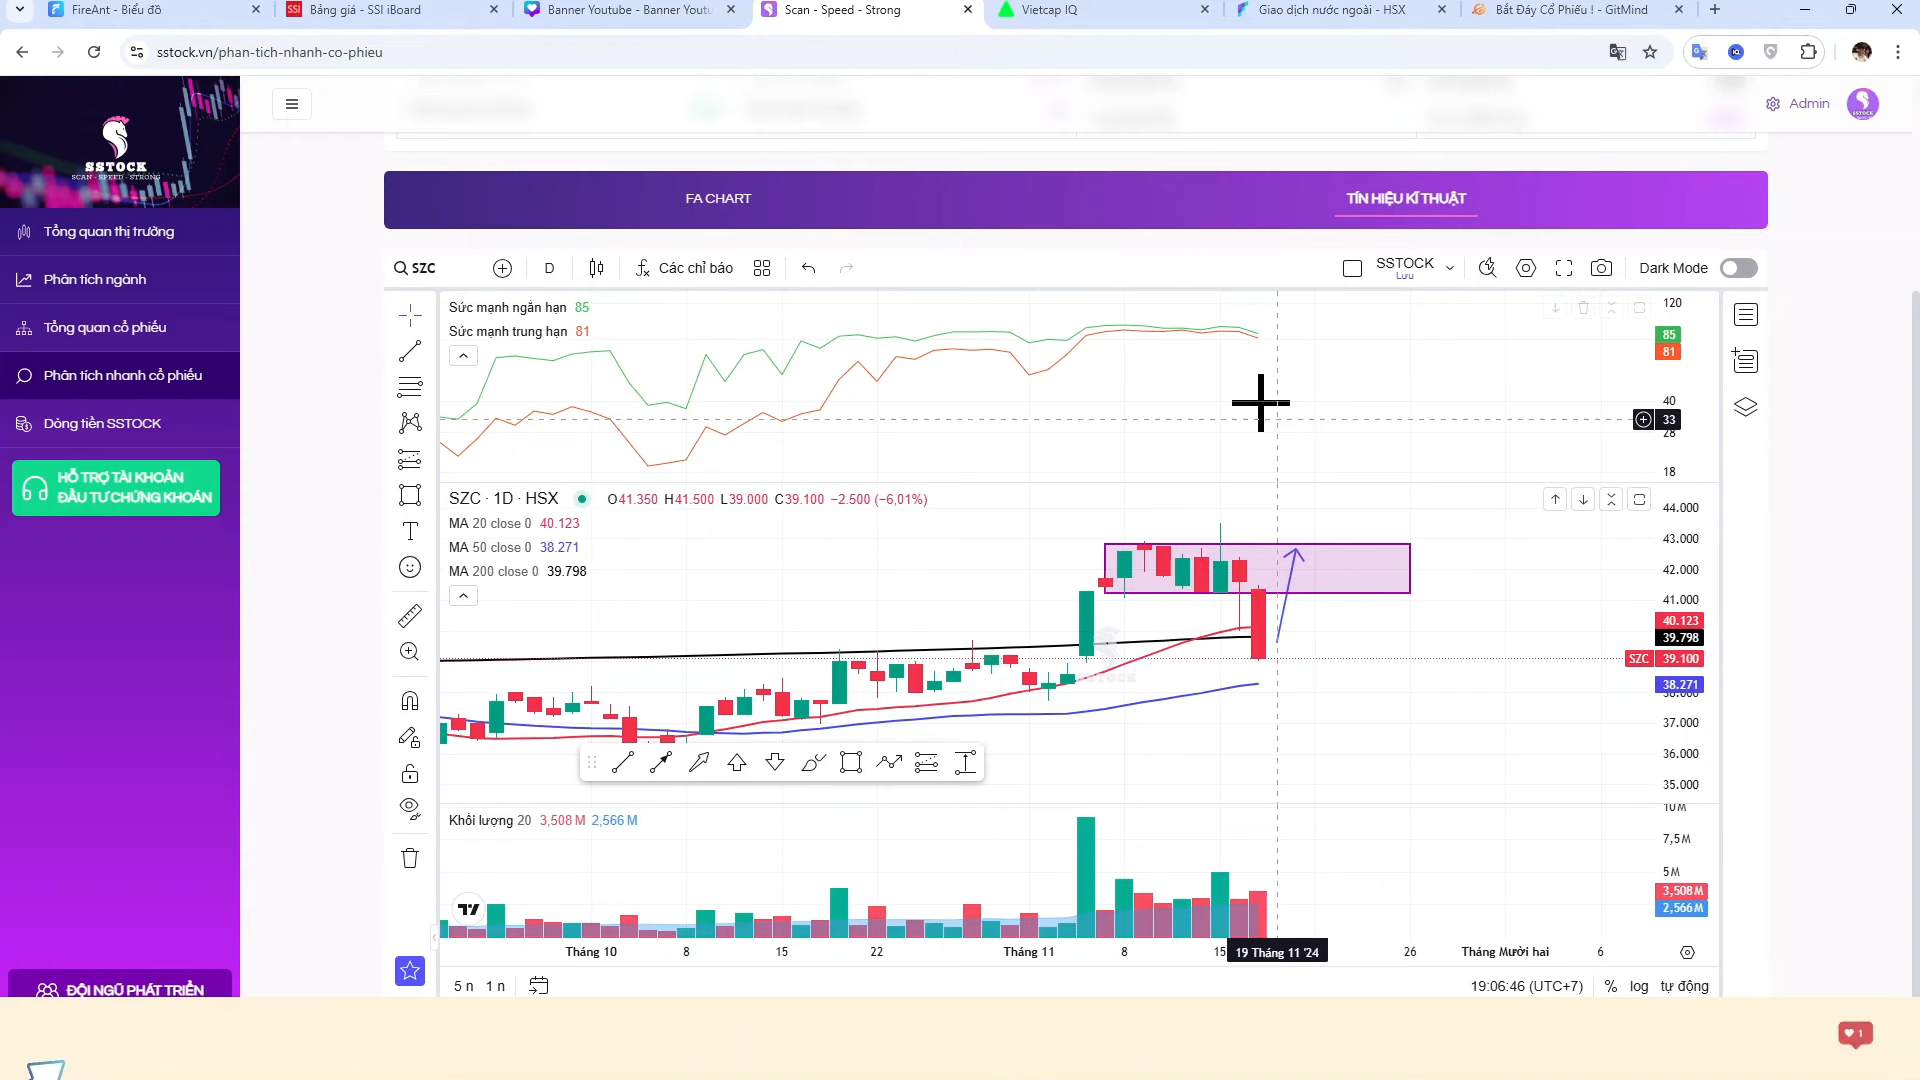 FireAnt - Biểu đồ
Bảng giá - SSI iBoard
Banner Youtube - Banner Youtu
Scan - Speed - Strong
Vietcap IQ
Giao dịch nước ngoài - HSX
Bắt Đáy Cổ Phiếu ! - GitMind
sstock.vn/phan-tich-nhanh-co-phieu
SSTOCK
SCAN - SPEED - STRONG
Admin
Tổng quan thị trường
Phân tích ngành
Tổng quan cổ phiếu
Phân tích nhanh cổ phiếu
Dòng tiền SSTOCK
HỖ TRỢ TÀI KHOẢN
ĐẦU TƯ CHỨNG KHOÁN
ĐỘI NGŨ PHÁT TRIỂN
FA CHART
TÍN HIỆU KĨ THUẬT
SZC
D
Các chỉ báo
SSTOCK
Lưu
Dark Mode
Sức mạnh ngắn hạn 85
Sức mạnh trung hạn 81
120
85
81
40
33
28
18
SZC · 1D · HSX O41.350 H41.500 L39.000 C39.100 −2.500 (−6,01%)
MA 20 close 0 40.123
MA 50 close 0 38.271
MA 200 close 0 39.798
44.000
43.000
42.000
41.000
40.123
39.798
SZC 39.100
38.271
38.000
37.000
36.000
35.000
Khối lượng 20 3,508 M 2,566 M
10 M
7,5 M
5 M
3,508 M
2,566 M
Tháng 10 8 15 22 Tháng 11 8 15 19 Tháng 11 '24 26 Tháng Mười hai 6
5 n 1 n
19:06:46 (UTC+7) % log tự động
1